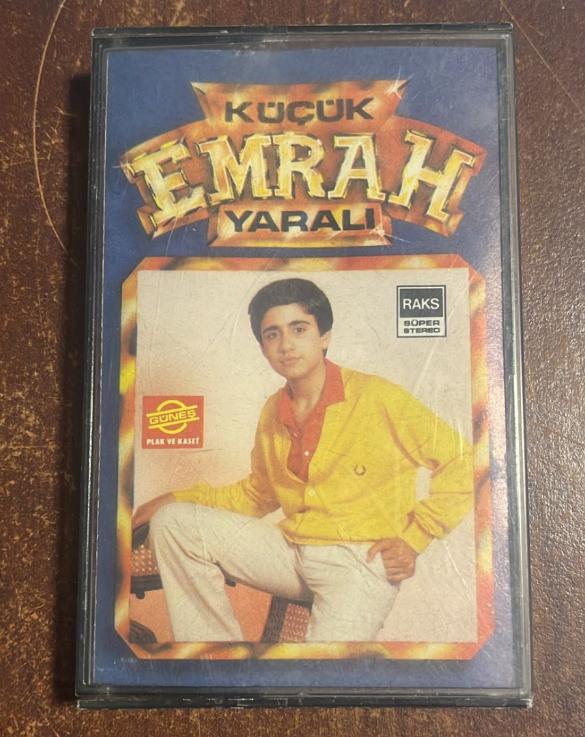 KÜÇÜK
EMRAH
YARALI
RAKS
SÜPER
STEREO
GÜNEŞ
PLAK VE KASET